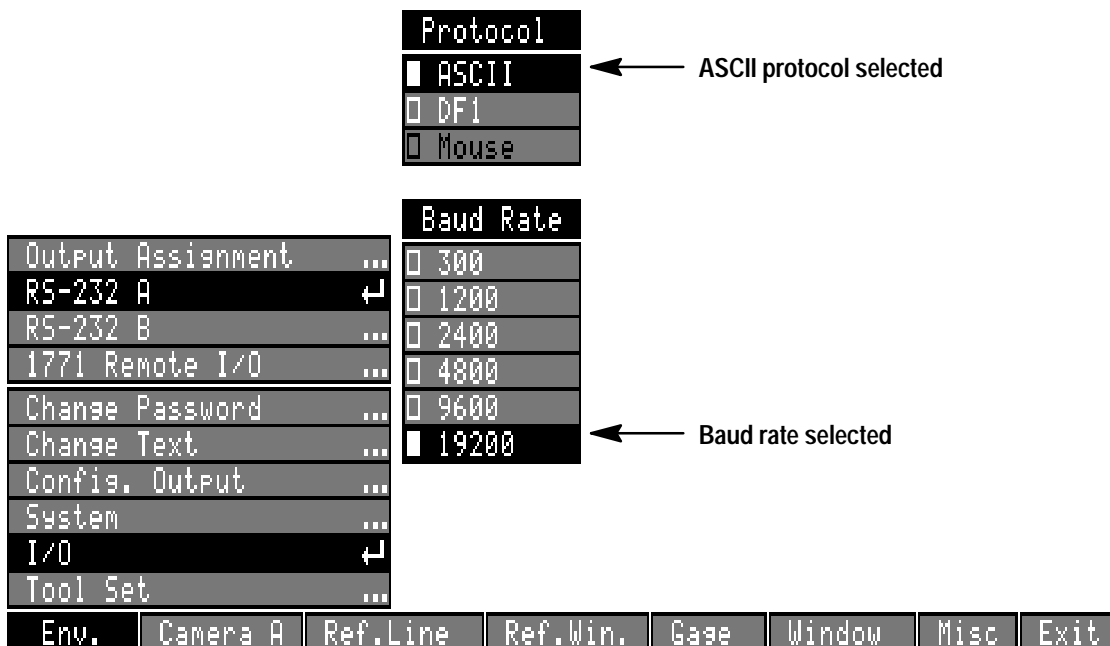 Protocol
ASCII
DF1
Mouse
ASCII protocol selected
Baud Rate
300
1200
2400
4800
9600
19200
Baud rate selected
Output Assignment ...
RS-232 A
RS-232 B ...
1771 Remote I/O ...
Change Password ...
Change Text ...
Config. Output ...
System ...
I/O
Tool Set ...
Env. Camera A Ref.Line Ref.Win. Gage Window Misc Exit